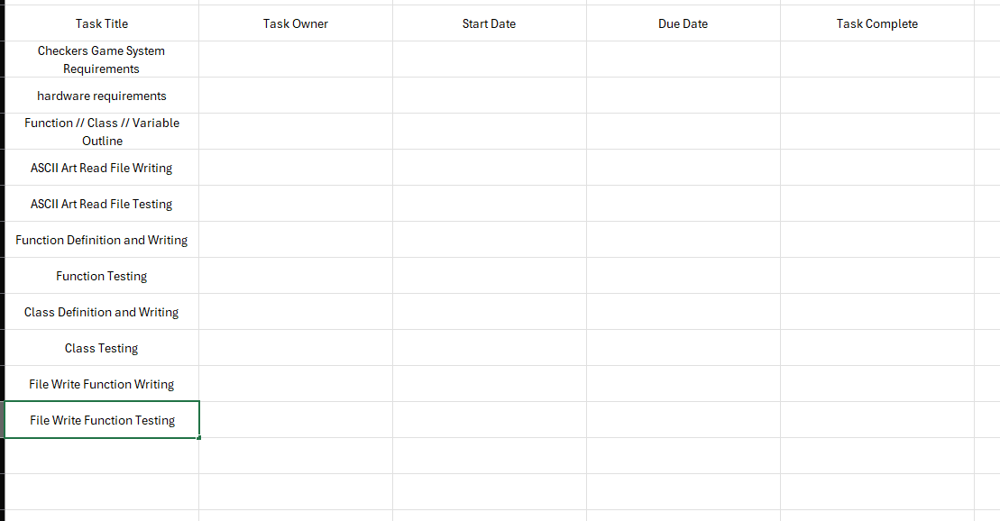 Task Title
Task Owner
Start Date
Due Date
Task Complete
Checkers Game System
Requirements
hardware requirements
Function // Class // Variable
Outline
ASCII Art Read File Writing
ASCII Art Read File Testing
Function Definition and Writing
Function Testing
Class Definition and Writing
Class Testing
File Write Function Writing
File Write Function Testing